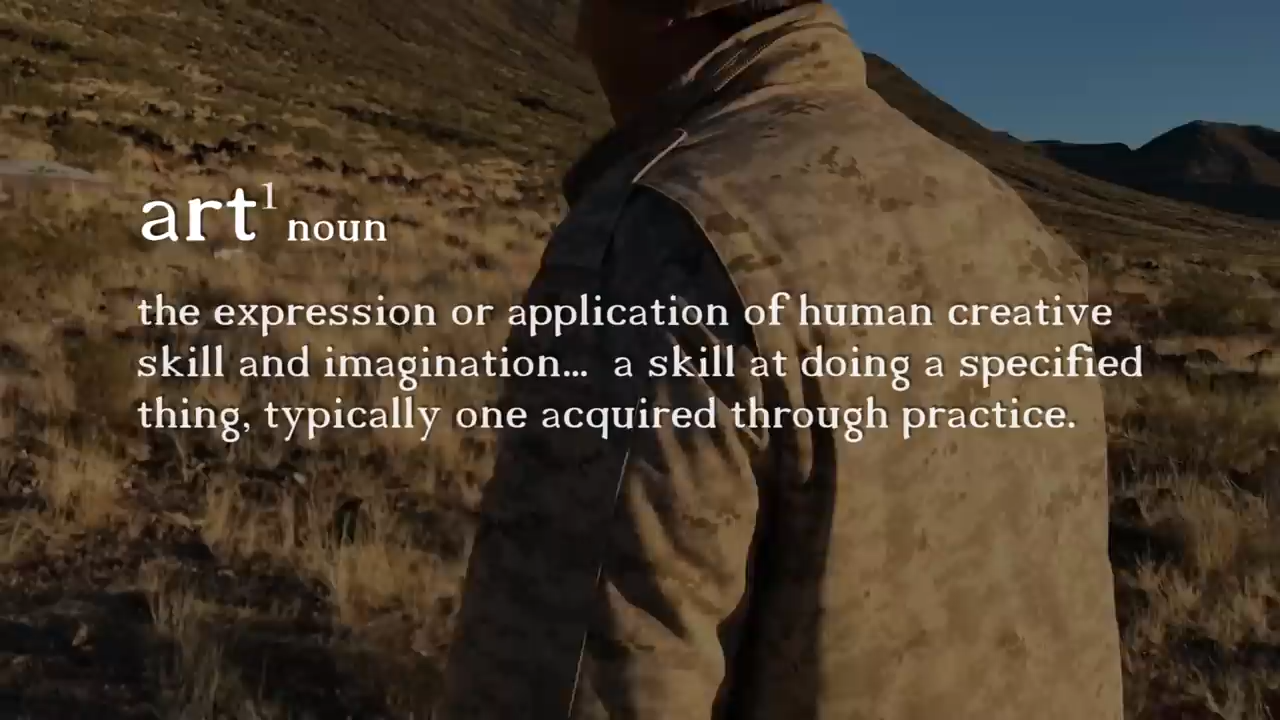 art¹ noun
the expression or application of human creative
skill and imagination...  a skill at doing a specified
thing, typically one acquired through practice.